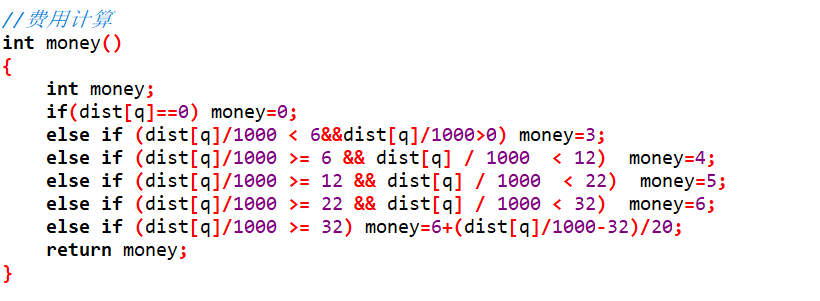 //费用计算
int money()
{
    int money;
    if(dist[q]==0) money=0;
    else if (dist[q]/1000 < 6&&dist[q]/1000>0) money=3;
    else if (dist[q]/1000 >= 6 && dist[q] / 1000  < 12)  money=4;
    else if (dist[q]/1000 >= 12 && dist[q] / 1000  < 22)  money=5;
    else if (dist[q]/1000 >= 22 && dist[q] / 1000 < 32)  money=6;
    else if (dist[q]/1000 >= 32) money=6+(dist[q]/1000-32)/20;
    return money;
}